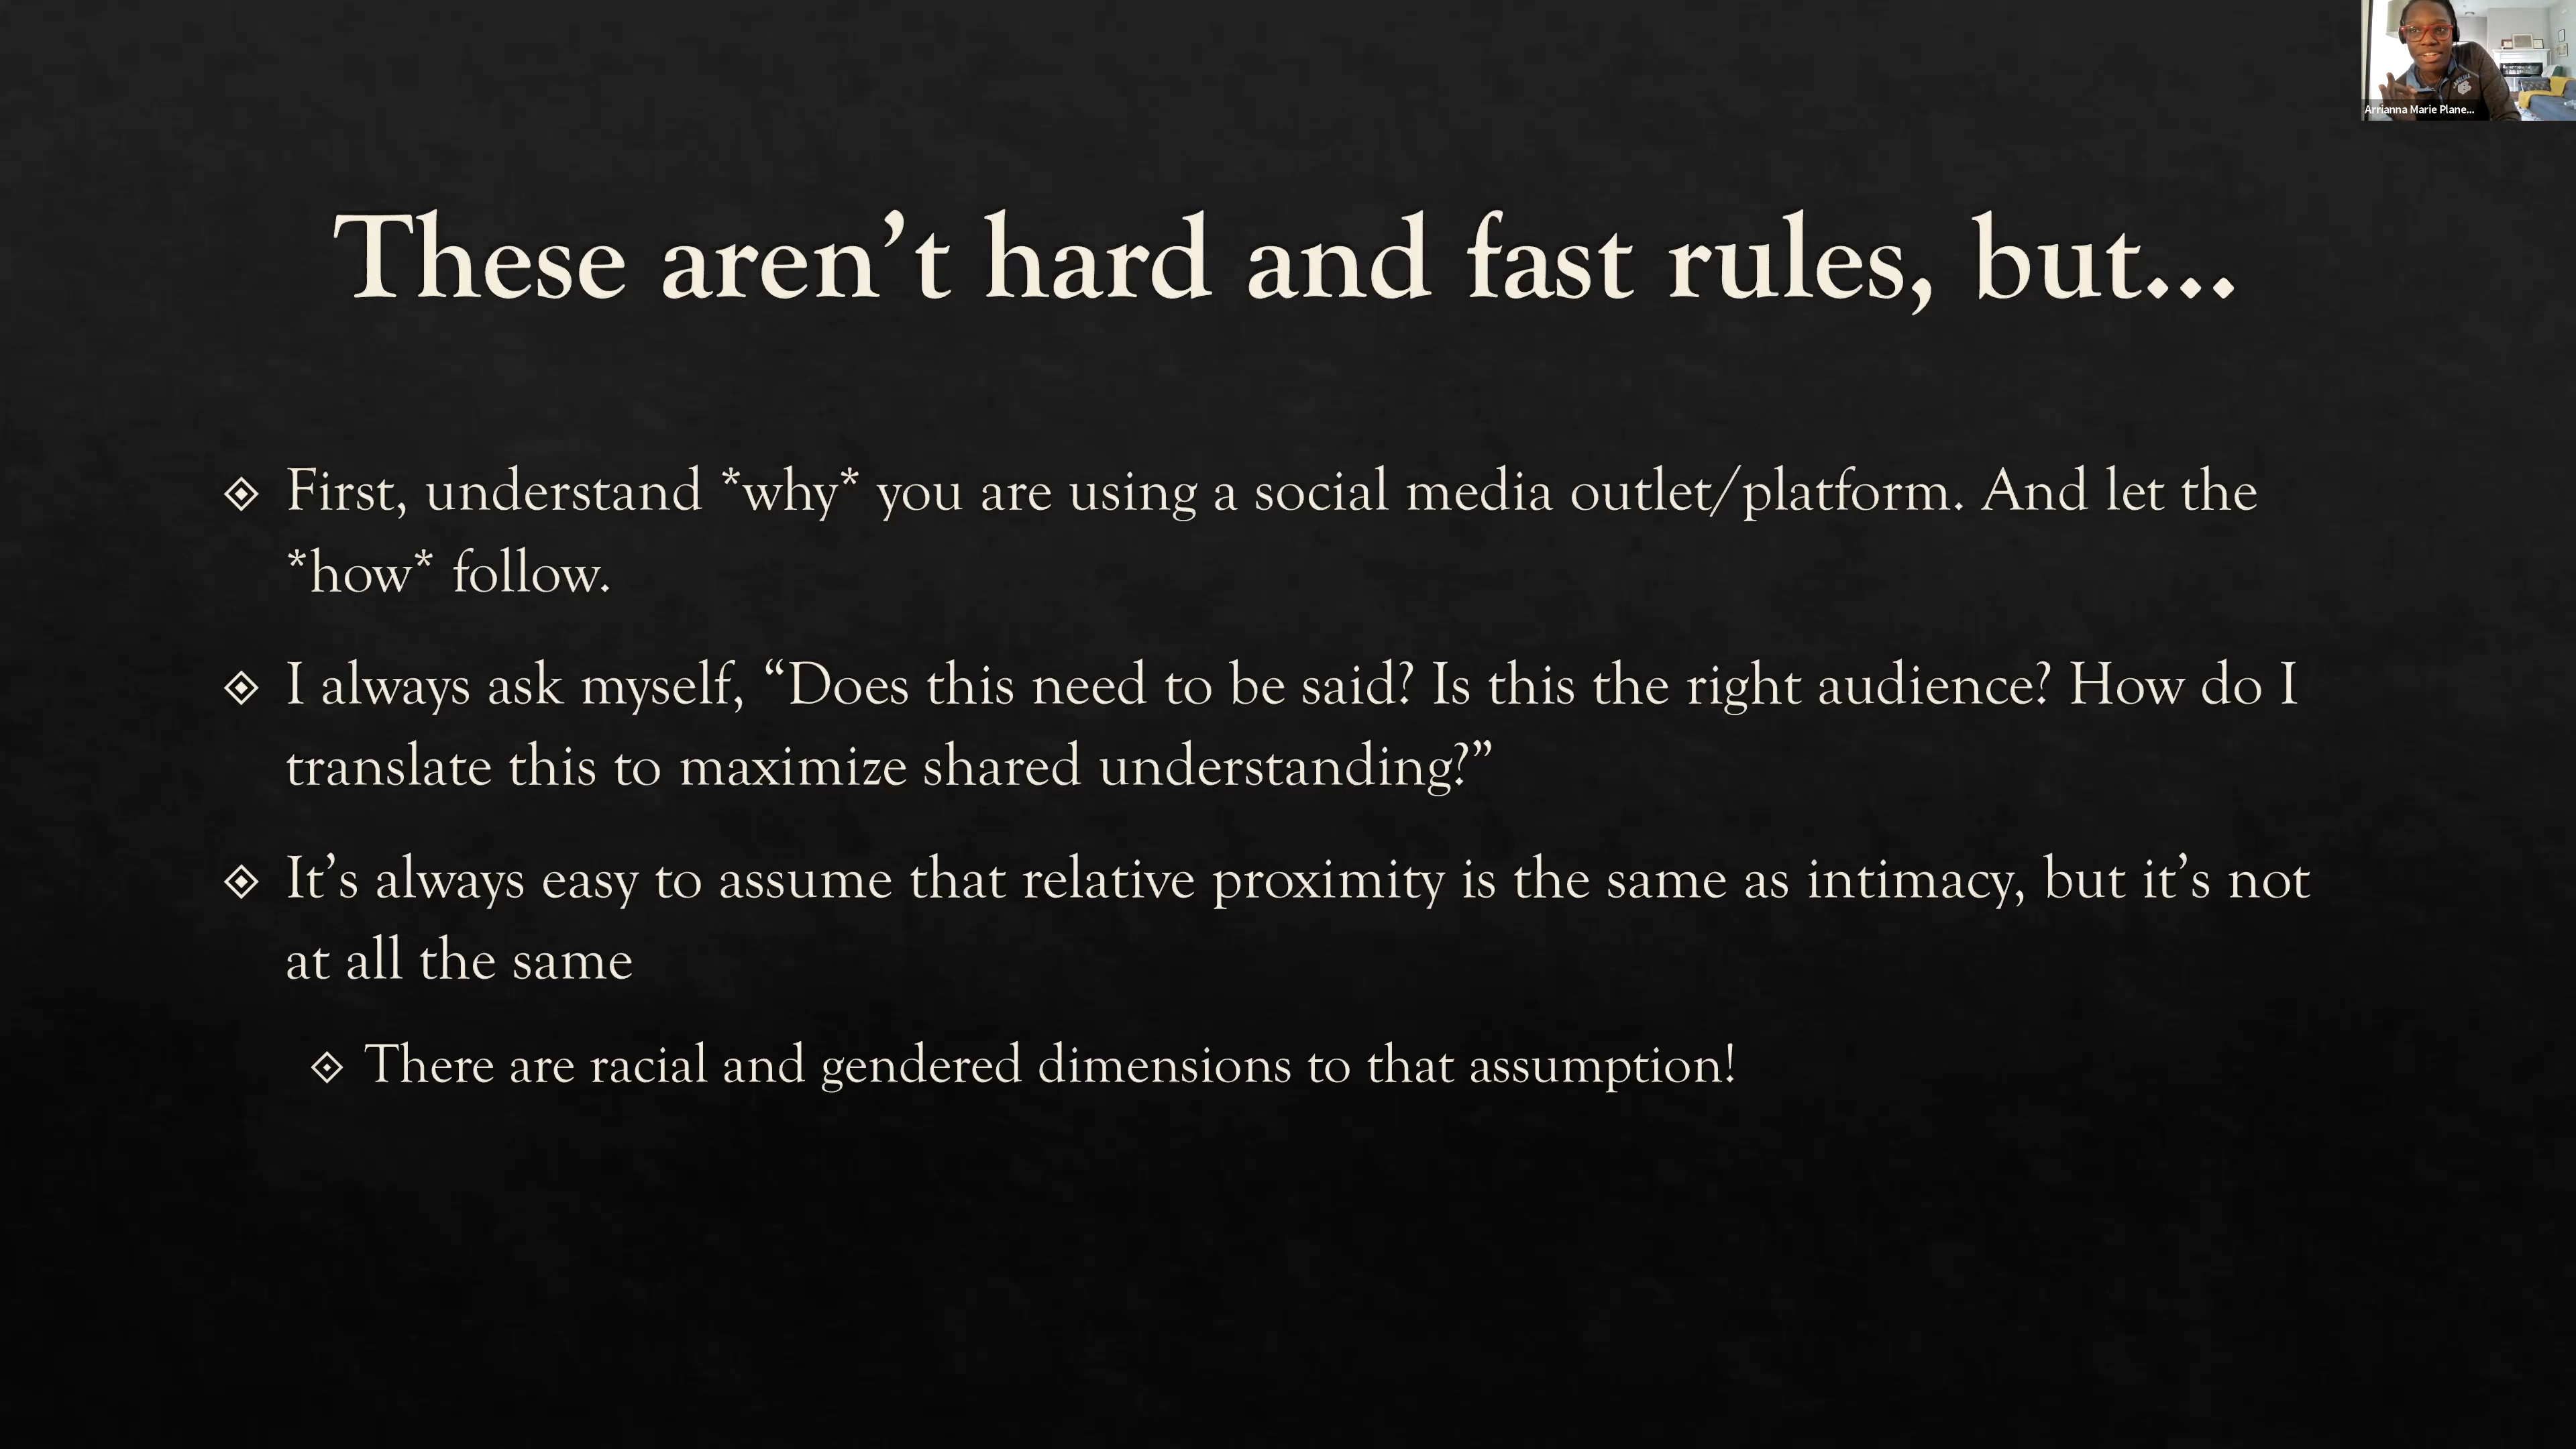 Arrianna Marie Plane...
These aren’t hard and fast rules, but...
First, understand *why* you are using a social media outlet/platform. And let the
*how* follow.
I always ask myself, “Does this need to be said? Is this the right audience? How do I
translate this to maximize shared understanding?”
It’s always easy to assume that relative proximity is the same as intimacy, but it’s not
at all the same
There are racial and gendered dimensions to that assumption!